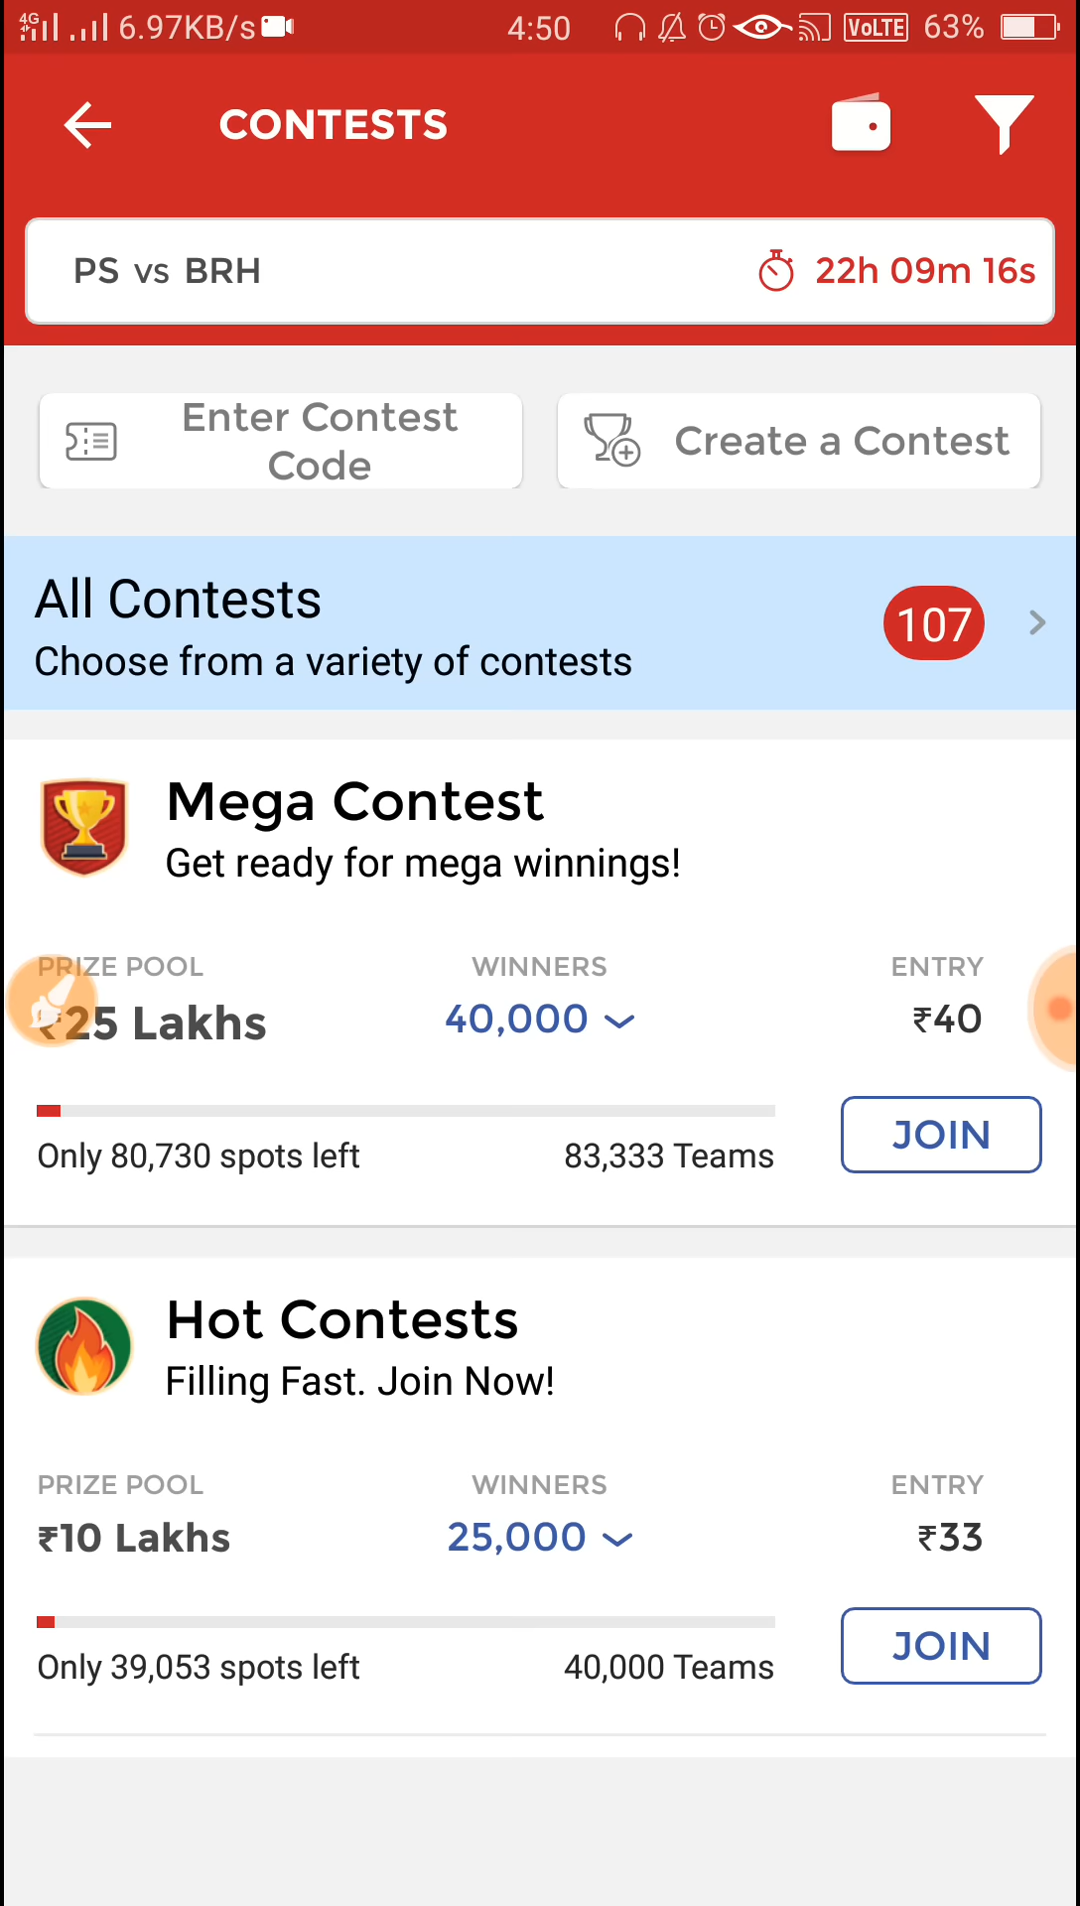 4G 6.97KB/s 4:50 VoLTE 63%
CONTESTS
PS vs BRH 22h 09m 16s
Enter Contest
Code
Create a Contest
All Contests
Choose from a variety of contests
107
Mega Contest
Get ready for mega winnings!
PRIZE POOL WINNERS ENTRY
₹25 Lakhs 40,000 ₹40
Only 80,730 spots left 83,333 Teams
JOIN
Hot Contests
Filling Fast. Join Now!
PRIZE POOL WINNERS ENTRY
₹10 Lakhs 25,000 ₹33
Only 39,053 spots left 40,000 Teams
JOIN